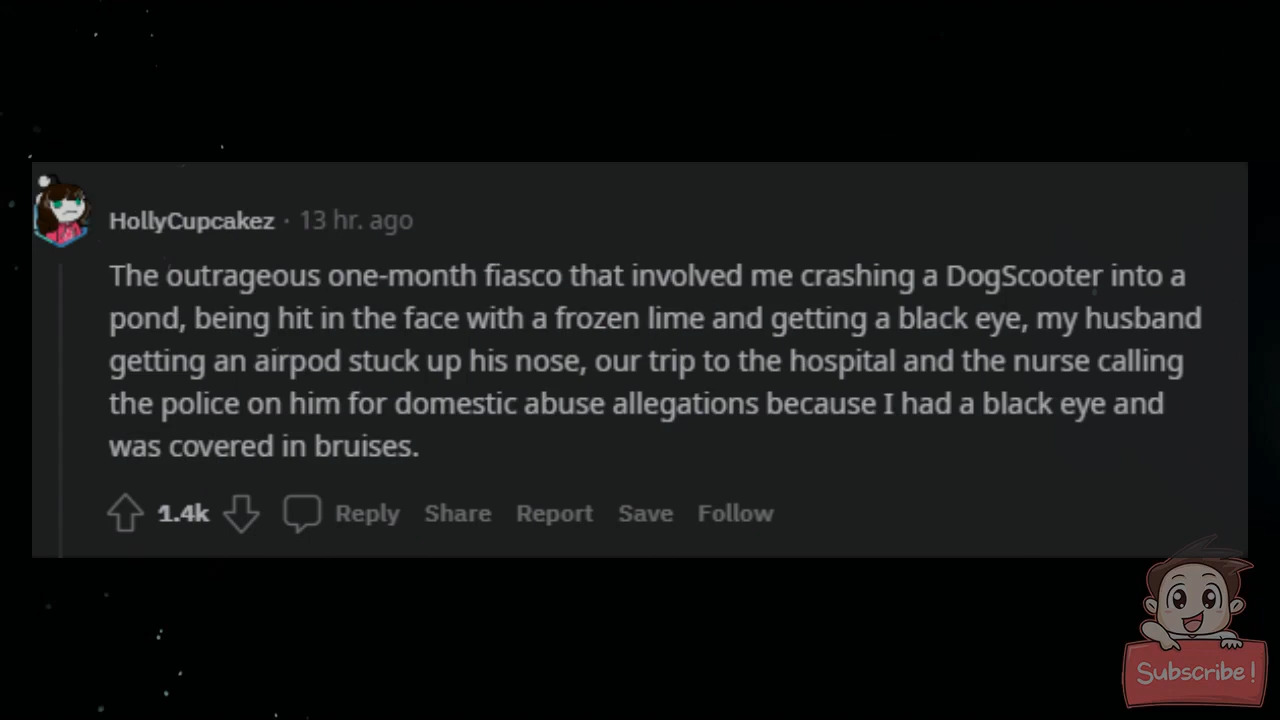 HollyCupcakez · 13 hr. ago
The outrageous one-month fiasco that involved me crashing a DogScooter into a
pond, being hit in the face with a frozen lime and getting a black eye, my husband
getting an airpod stuck up his nose, our trip to the hospital and the nurse calling
the police on him for domestic abuse allegations because I had a black eye and
was covered in bruises.
1.4k Reply Share Report Save Follow
Subscribe!